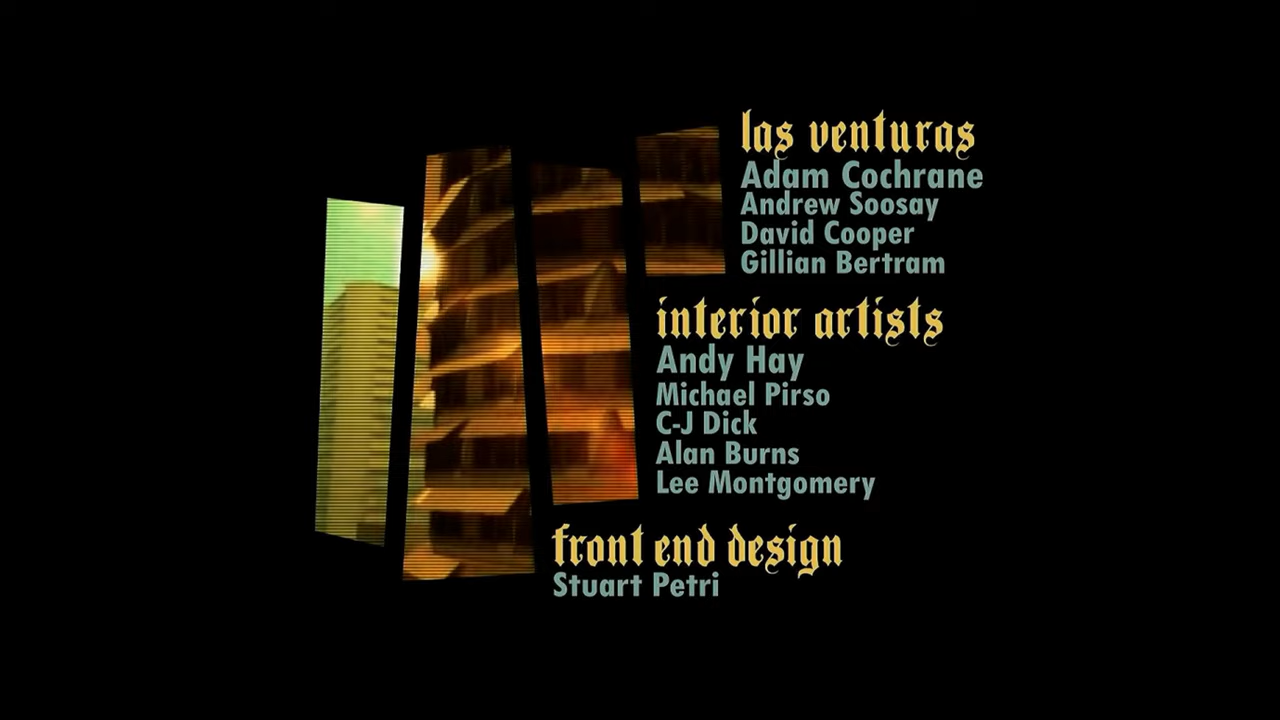 las venturas
Adam Cochrane
Andrew Soosay
David Cooper
Gillian Bertram
interior artists
Andy Hay
Michael Pirso
C-J Dick
Alan Burns
Lee Montgomery
front end design
Stuart Petri